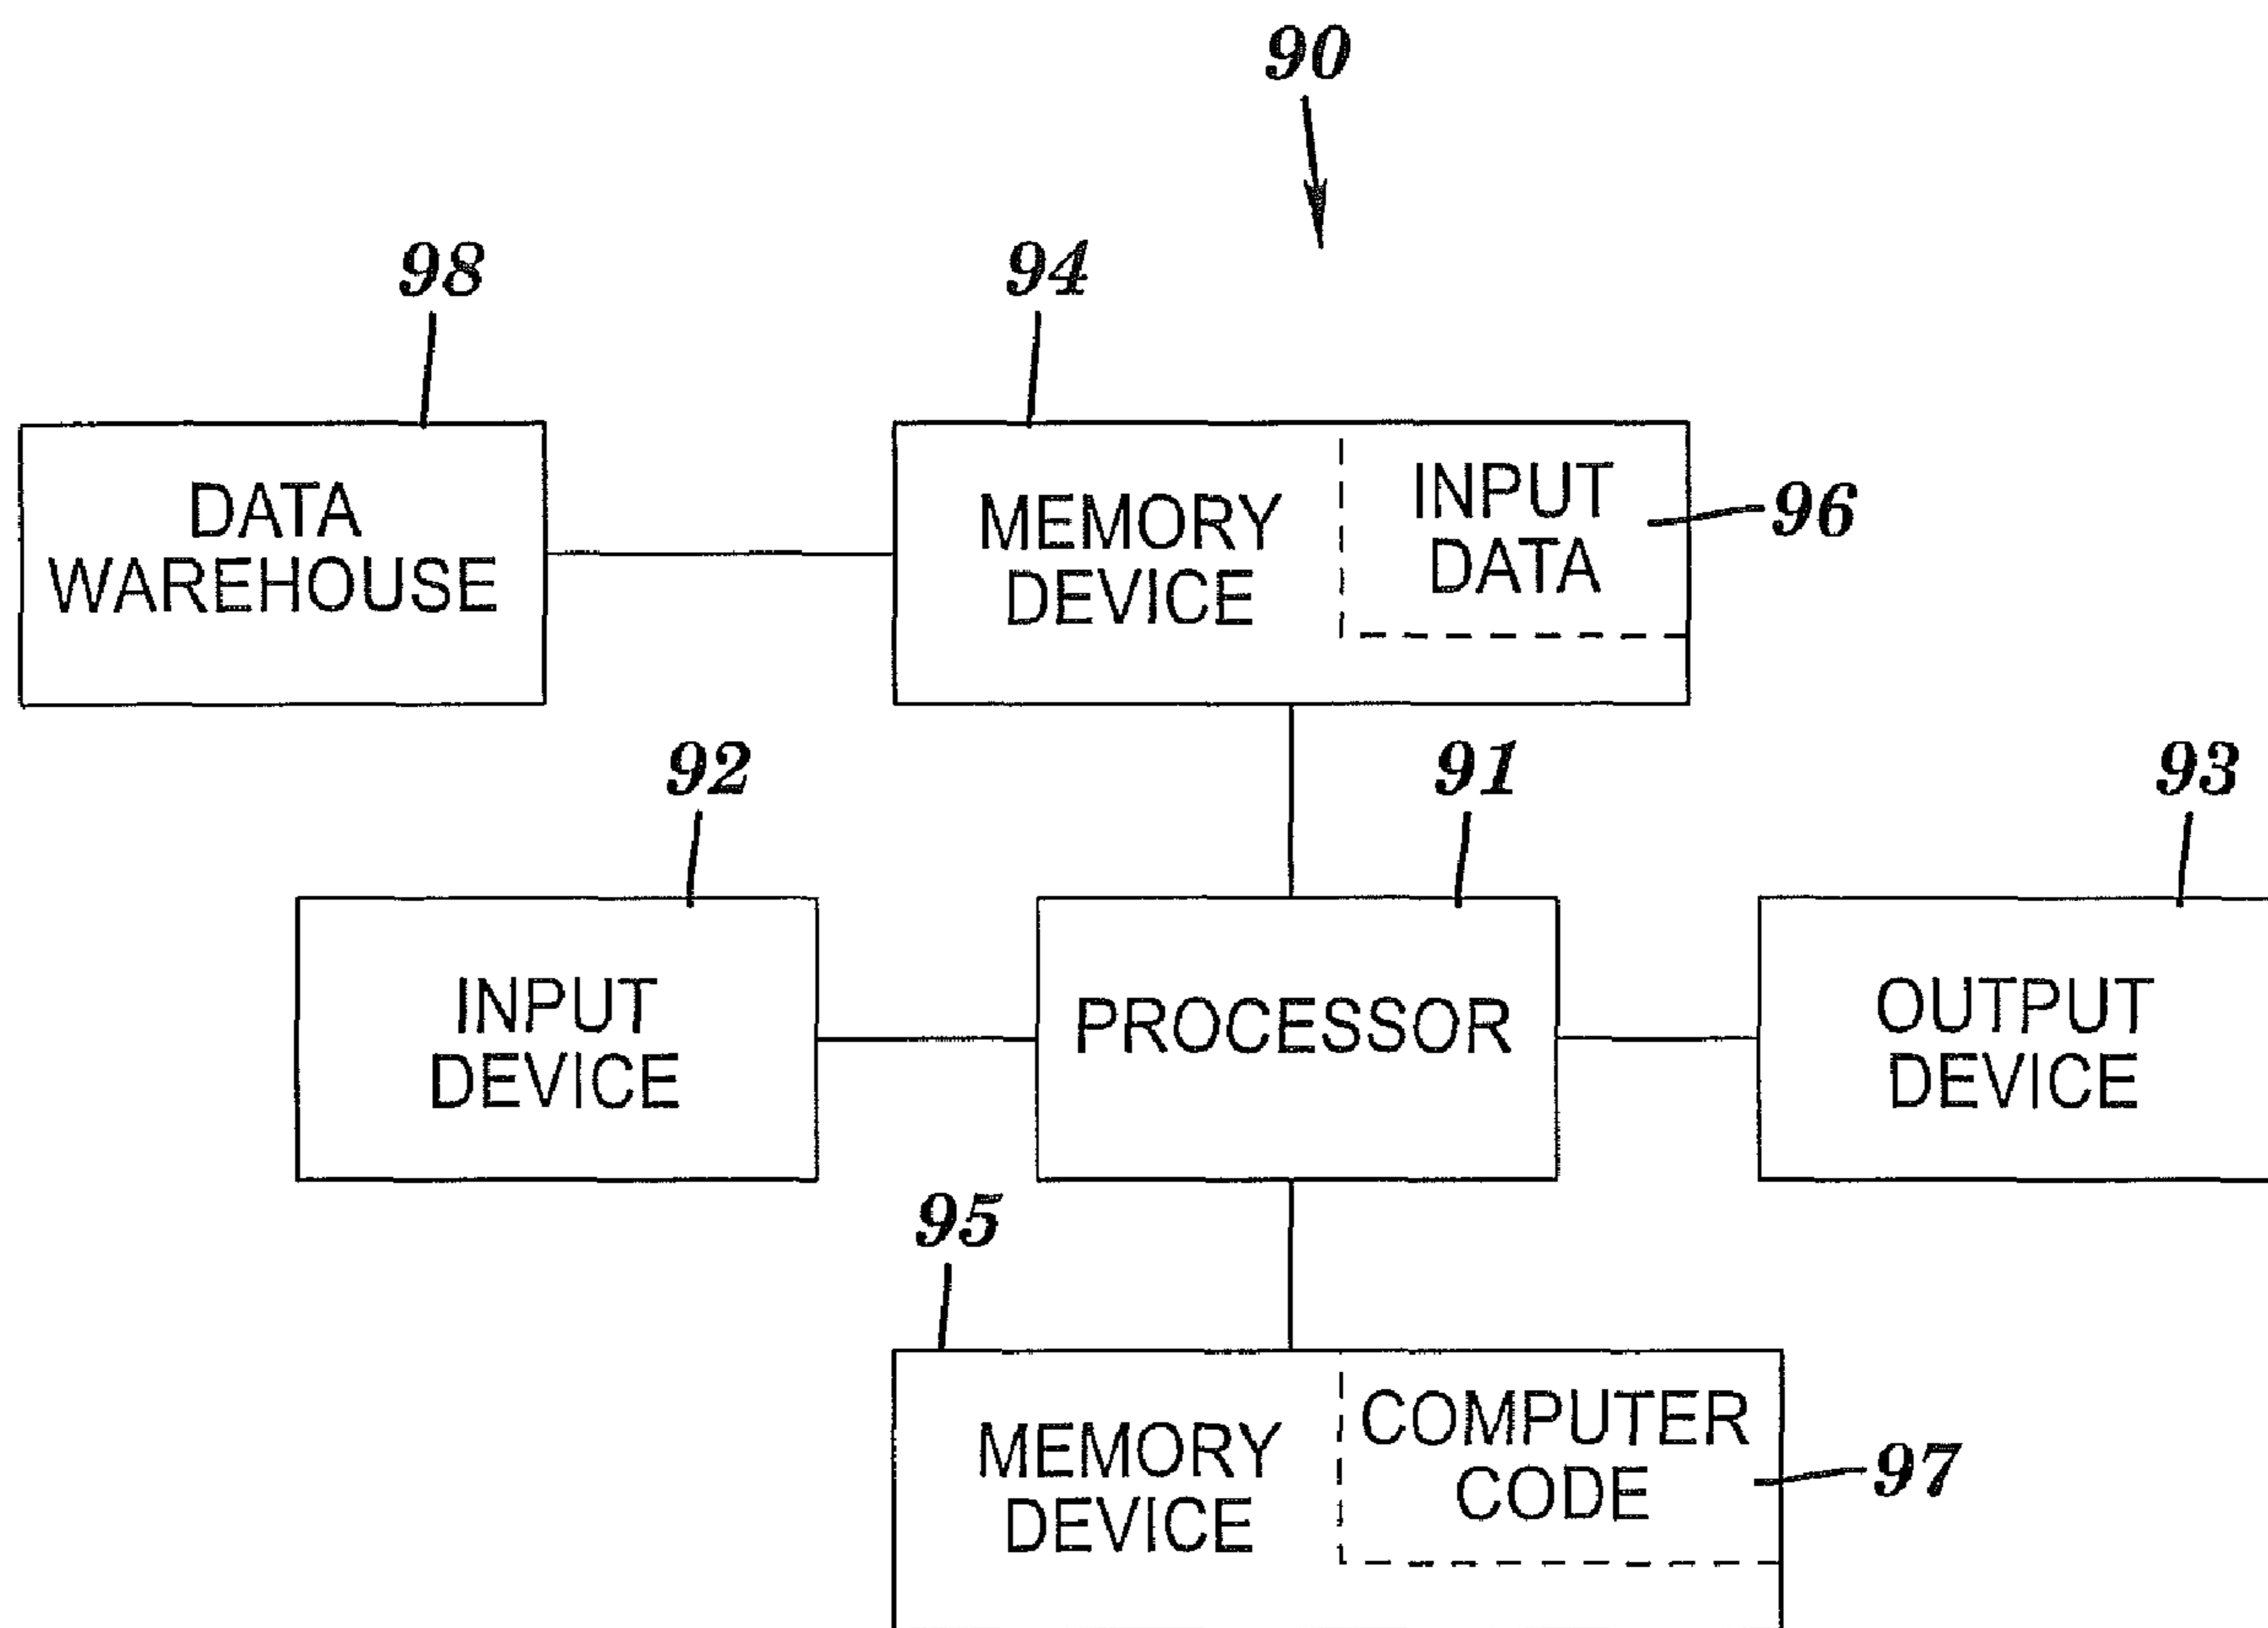 90
98
94
DATA
WAREHOUSE
MEMORY
DEVICE
INPUT
DATA
96
92
91
93
INPUT
DEVICE
PROCESSOR
OUTPUT
DEVICE
95
MEMORY
DEVICE
COMPUTER
CODE
97